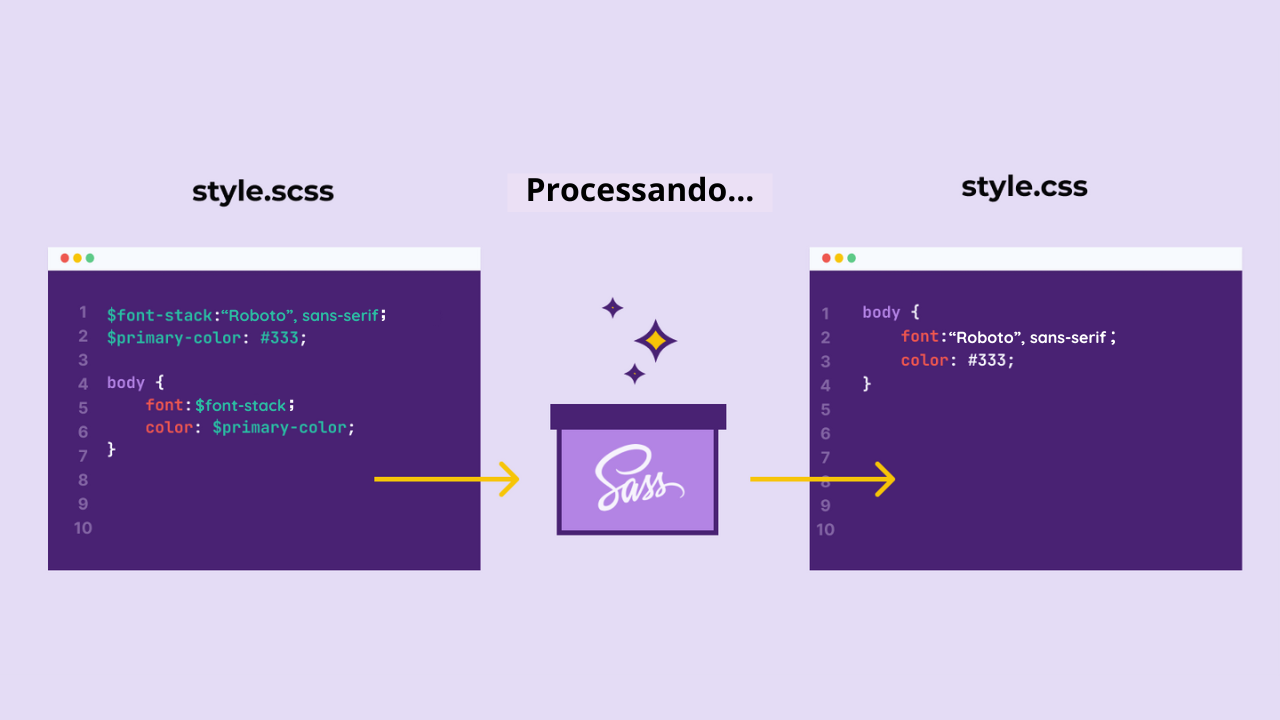 style.scss
Processando...
style.css
1 $font-stack:“Roboto”, sans-serif;
2 $primary-color: #333;
3
4 body {
5 font:$font-stack;
6 color: $primary-color;
7 }
8
9
10
Sass
1 body {
2 font:“Roboto”, sans-serif;
3 color: #333;
4 }
5
6
7
8
9
10